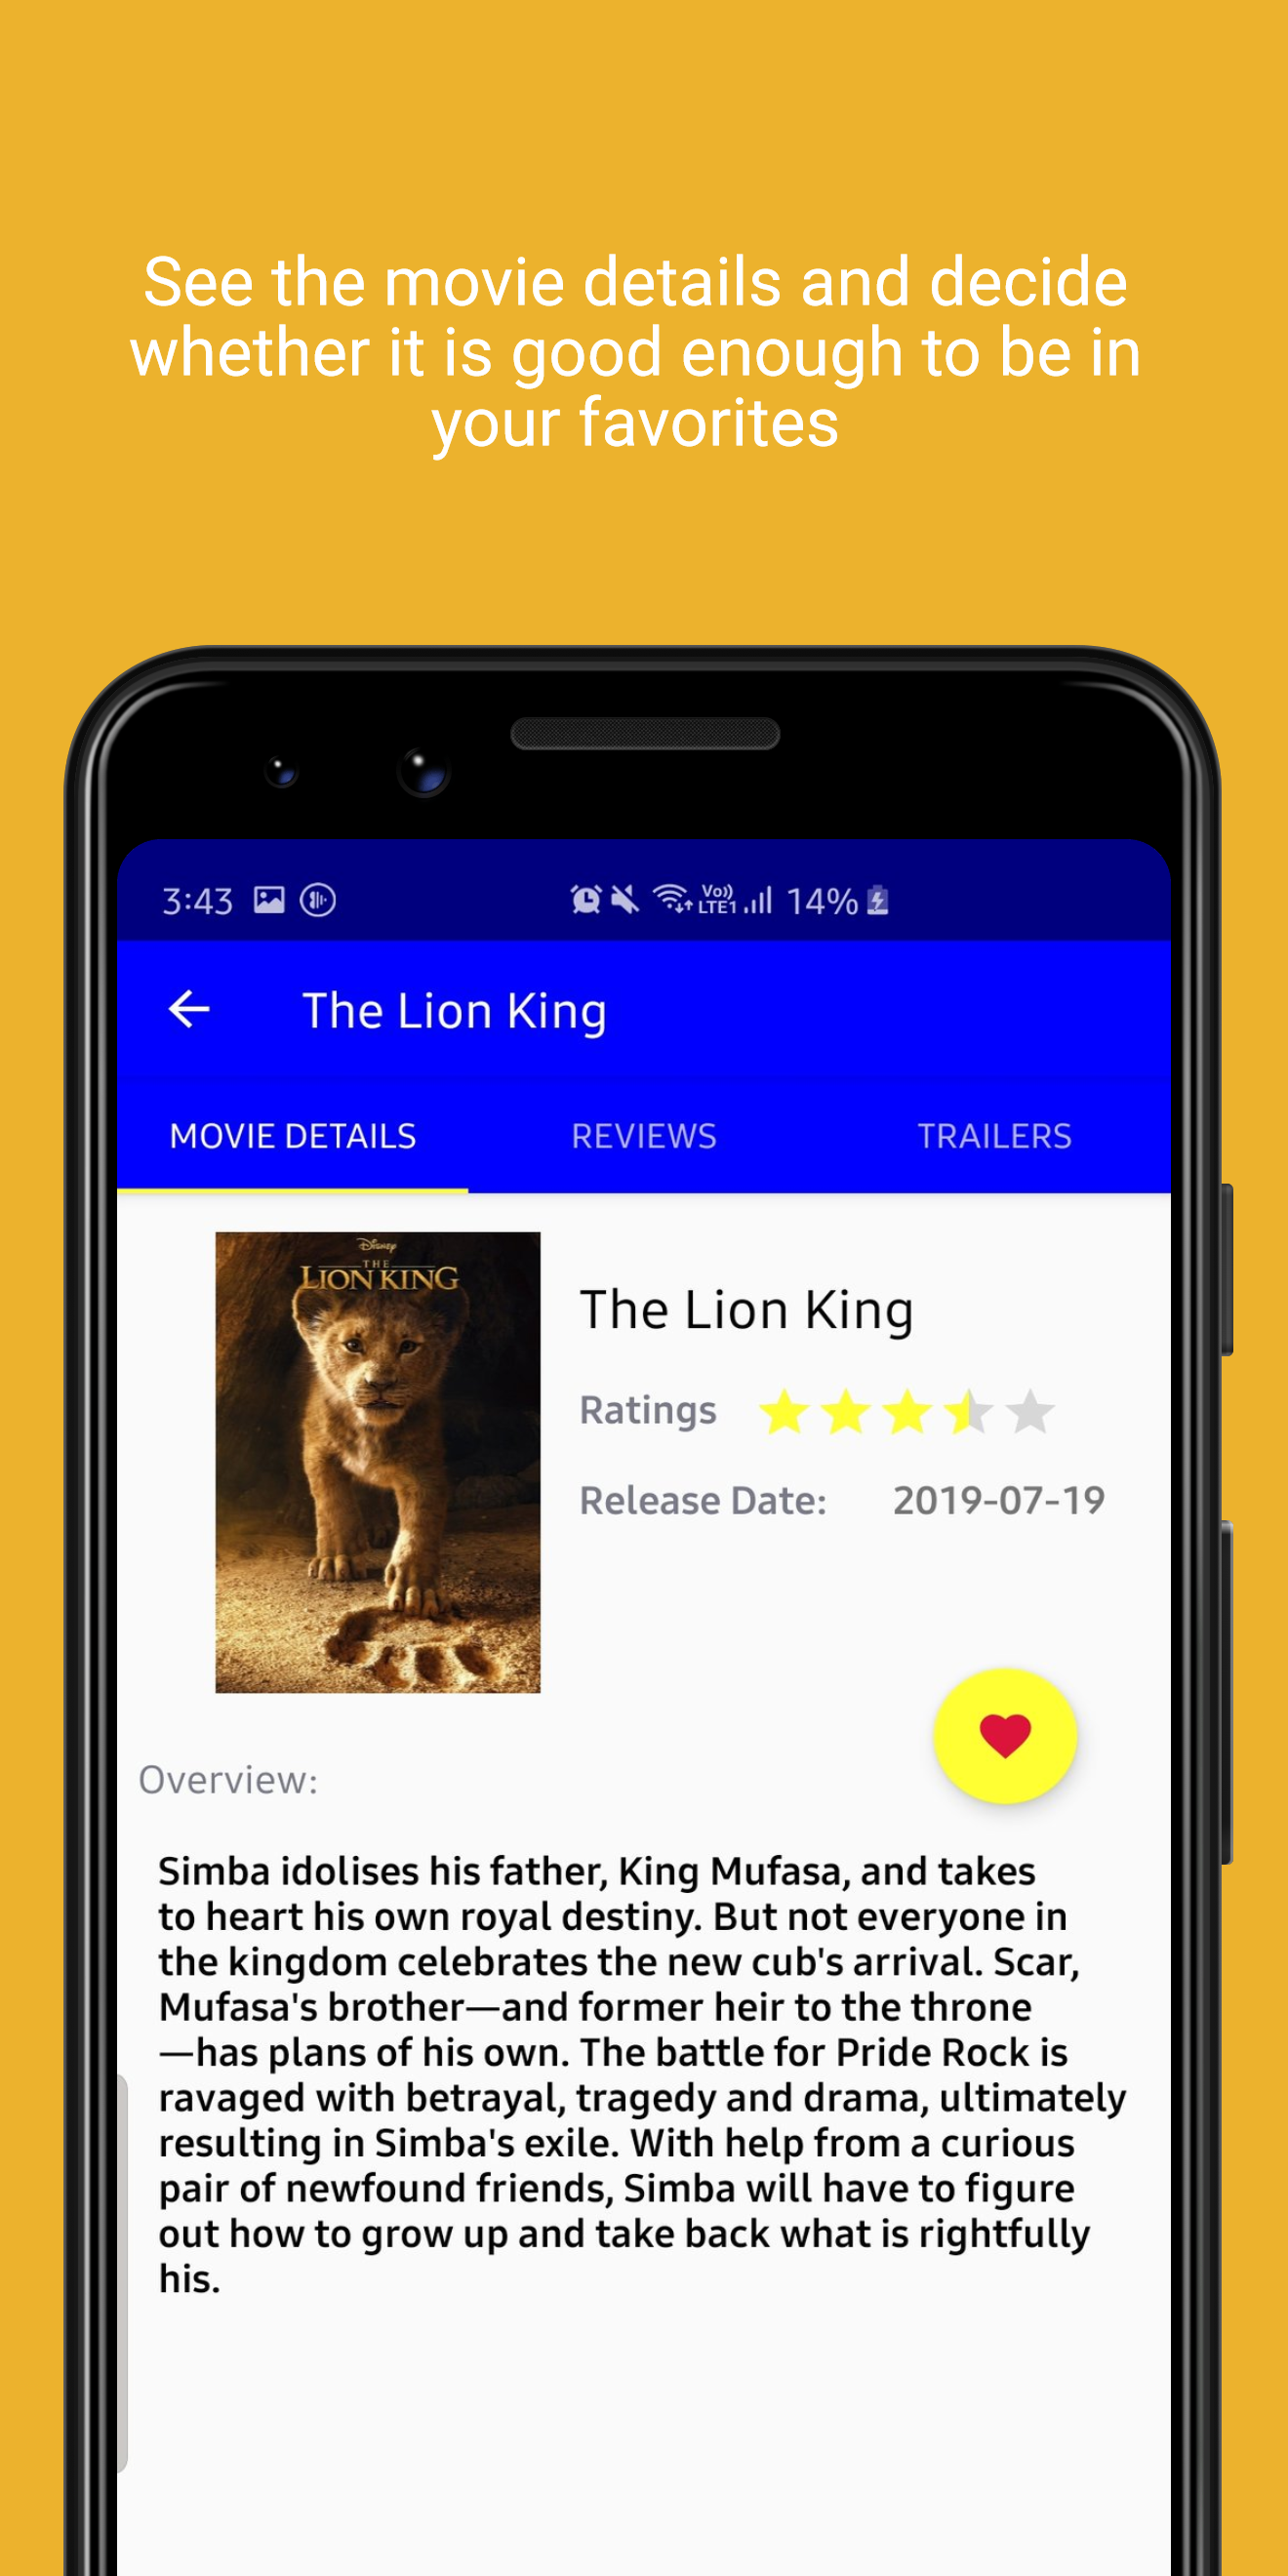 See the movie details and decide
whether it is good enough to be in
your favorites
3:43
Vo))
LTE1
14%
The Lion King
MOVIE DETAILS
REVIEWS
TRAILERS
Disney
THE
LION KING
The Lion King
Ratings
Release Date: 2019-07-19
Overview:
Simba idolises his father, King Mufasa, and takes
to heart his own royal destiny. But not everyone in
the kingdom celebrates the new cub's arrival. Scar,
Mufasa's brother—and former heir to the throne
—has plans of his own. The battle for Pride Rock is
ravaged with betrayal, tragedy and drama, ultimately
resulting in Simba's exile. With help from a curious
pair of newfound friends, Simba will have to figure
out how to grow up and take back what is rightfully
his.